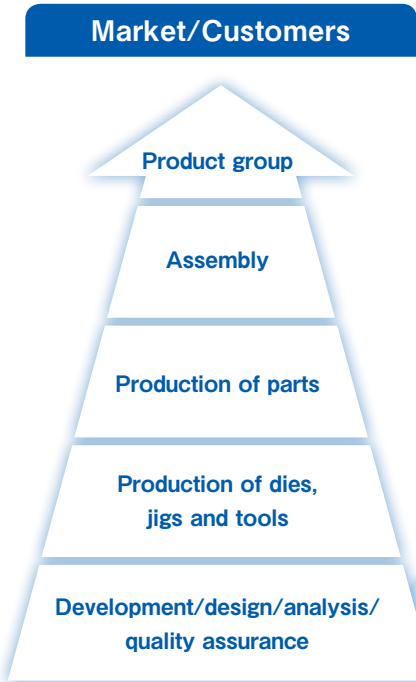 Market/Customers
Product group
Assembly
Production of parts
Production of dies,
jigs and tools
Development/design/analysis/
quality assurance